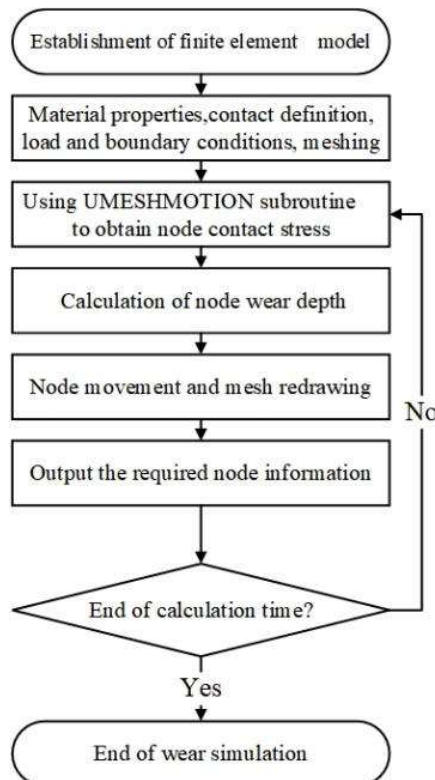 Establishment of finite element model
Material properties,contact definition,
load and boundary conditions, meshing
Using UMESHMOTION subroutine
to obtain node contact stress
Calculation of node wear depth
Node movement and mesh redrawing
No
Output the required node information
End of calculation time?
Yes
End of wear simulation